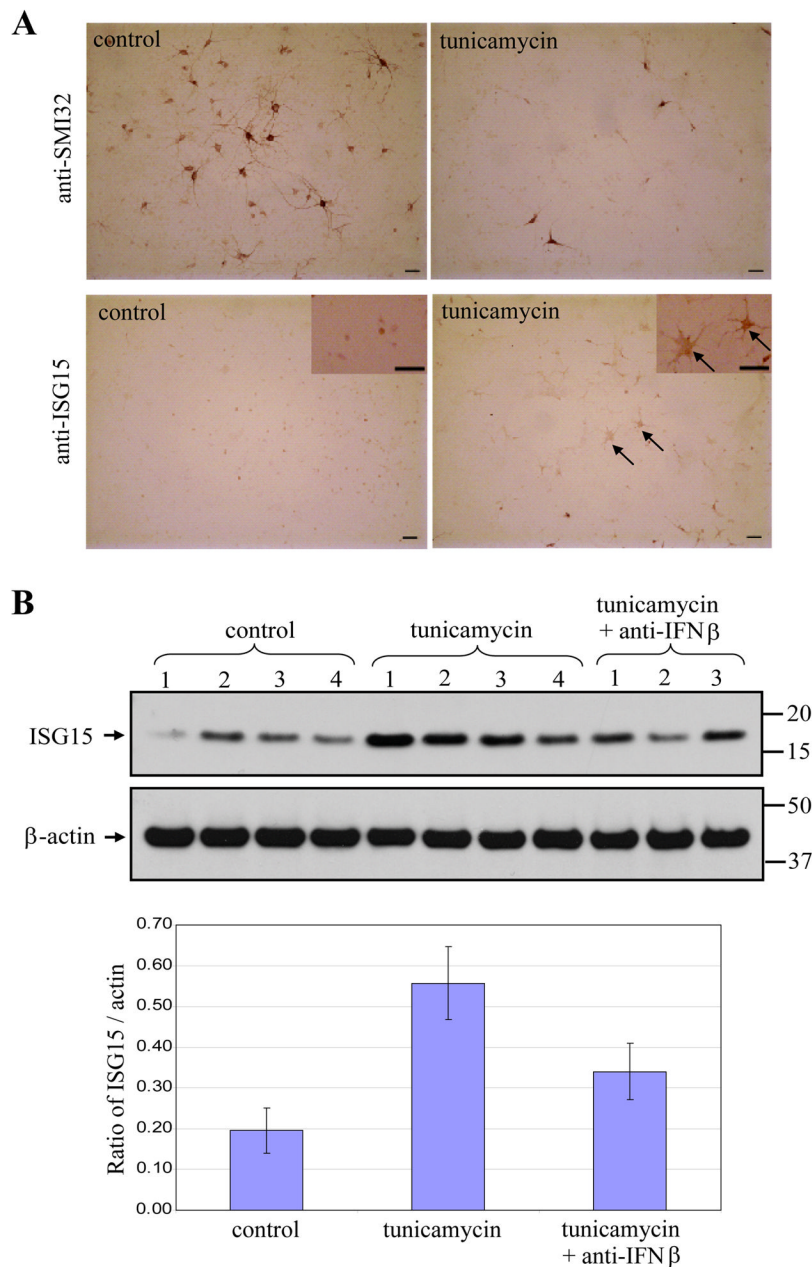 A
control
tunicamycin
anti-SMI32
control
tunicamycin
anti-ISG15
B
control
tunicamycin
tunicamycin
+ anti-IFNβ
1 2 3 4 1 2 3 4 1 2 3
ISG15
20
15
β-actin
50
37
Ratio of ISG15 / actin
0.70
0.60
0.50
0.40
0.30
0.20
0.10
0.00
control
tunicamycin
tunicamycin
+ anti-IFNβ